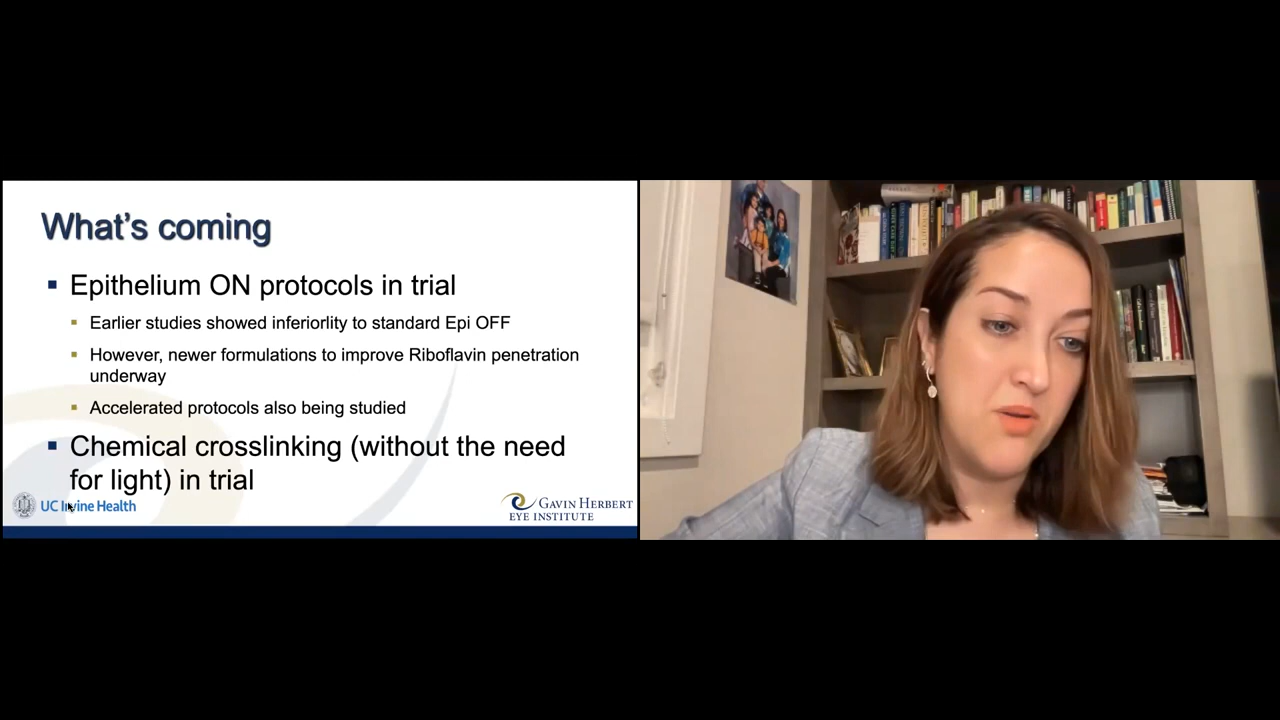 What's coming
Epithelium ON protocols in trial
Earlier studies showed inferiorlity to standard Epi OFF
However, newer formulations to improve Riboflavin penetration
underway
Accelerated protocols also being studied
Chemical crosslinking (without the need
for light) in trial
UC Irvine Health
GAVIN HERBERT
EYE INSTITUTE